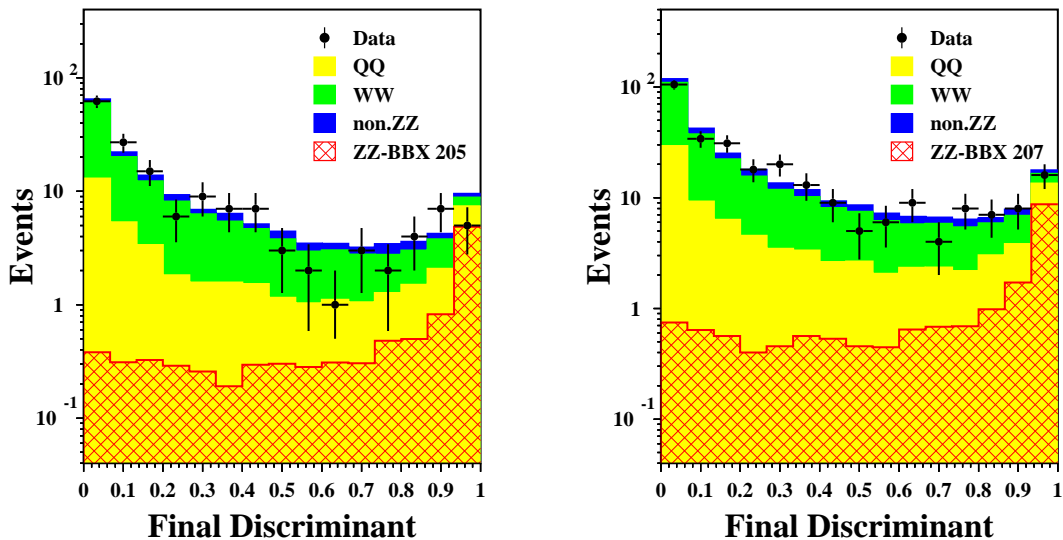 Events
10^2
10
1
10^-1
Data
QQ
WW
non.ZZ
ZZ-BBX 205
0 0.1 0.2 0.3 0.4 0.5 0.6 0.7 0.8 0.9 1
Final Discriminant
Events
10^2
10
1
10^-1
Data
QQ
WW
non.ZZ
ZZ-BBX 207
0 0.1 0.2 0.3 0.4 0.5 0.6 0.7 0.8 0.9 1
Final Discriminant